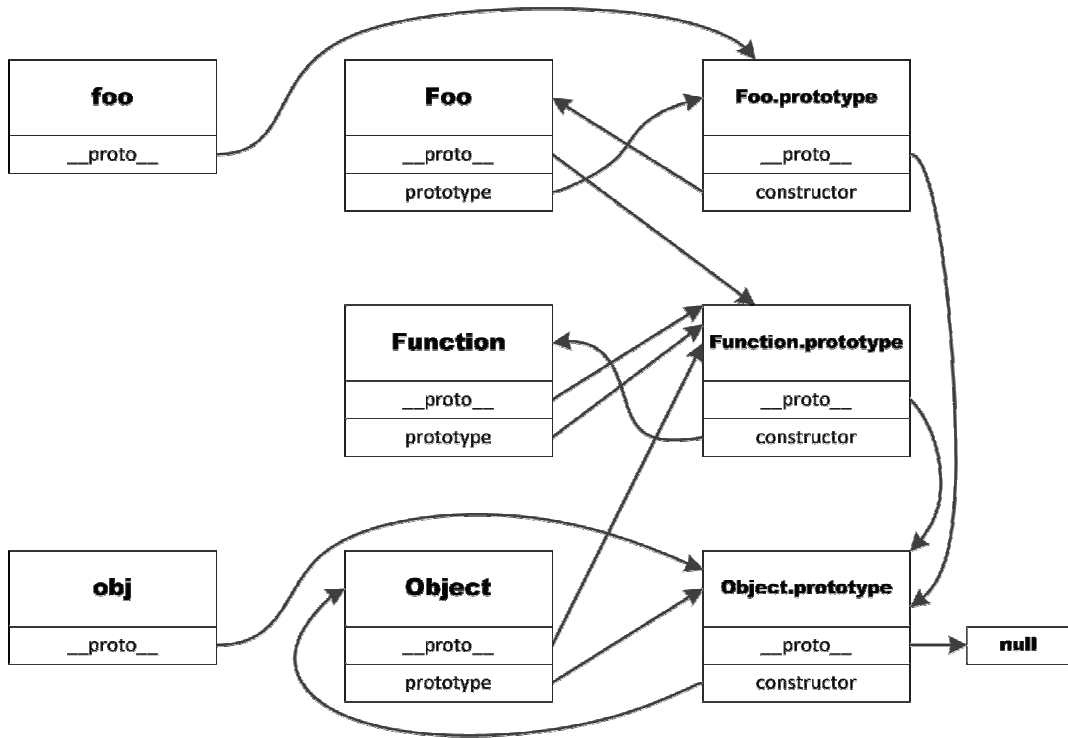 foo
__proto__
Foo
__proto__
prototype
Foo.prototype
__proto__
constructor
Function
__proto__
prototype
Function.prototype
__proto__
constructor
obj
__proto__
Object
__proto__
prototype
Object.prototype
__proto__
constructor
null